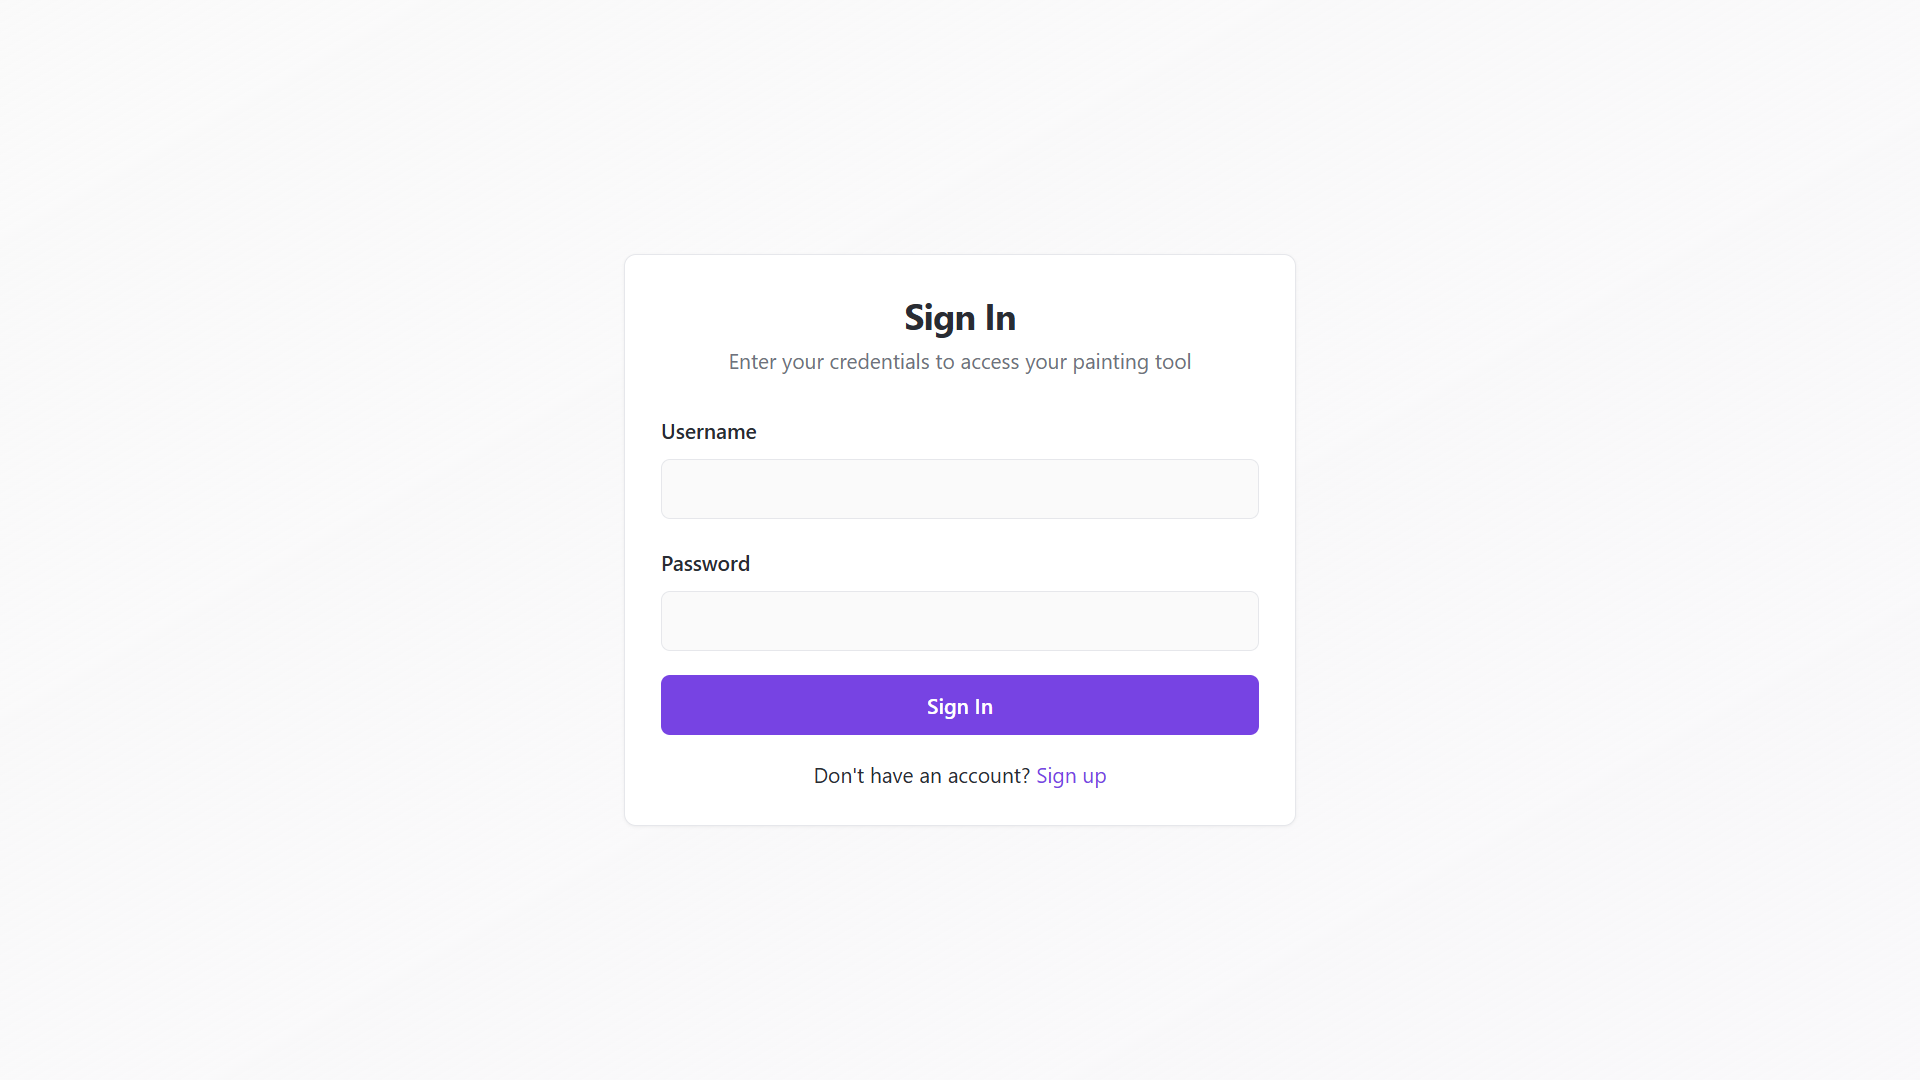 Sign In
Enter your credentials to access your painting tool
Username
Password
Sign In
Don't have an account? Sign up